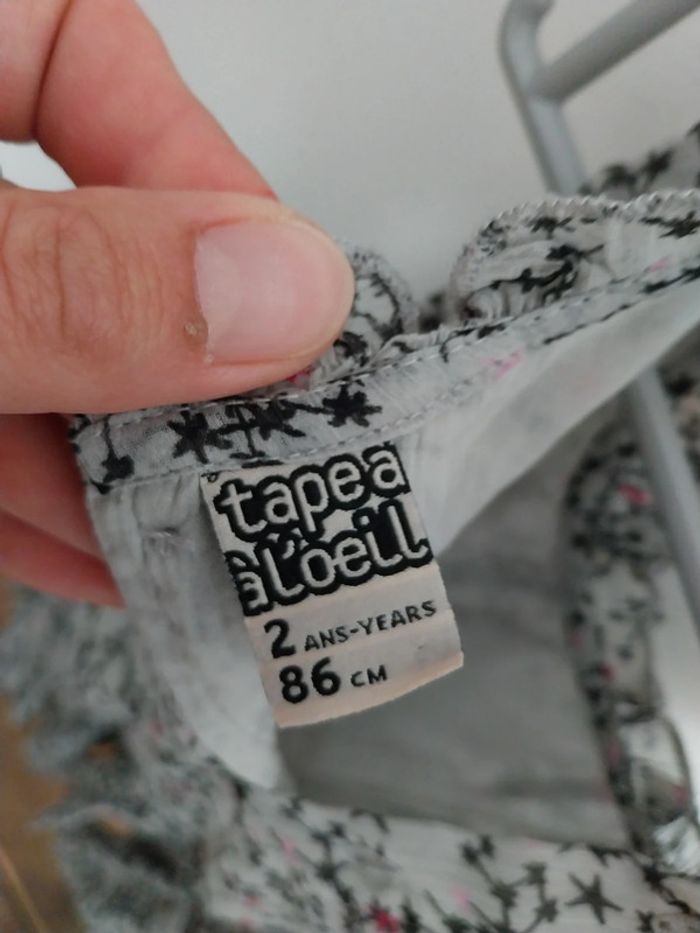 tape à
à l'oeil
2 ANS-YEARS
86 CM